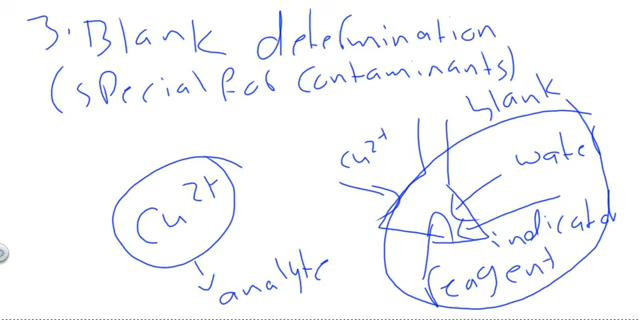 3. Blank determination
(special for contaminants)
blank
Cu²⁺
water
Cu²⁺
indicator
reagent
analyte